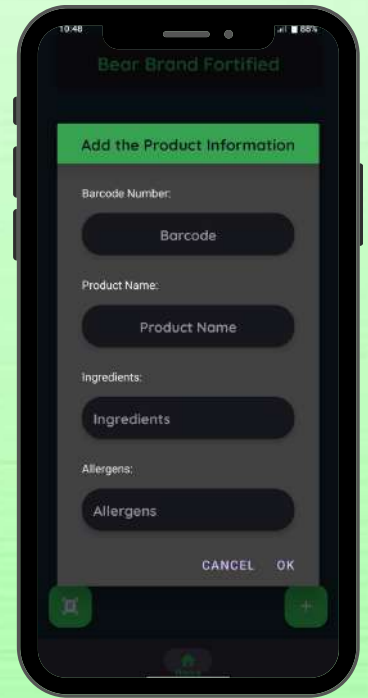 10:48
88%
Bear Brand Fortified
Add the Product Information
Barcode Number:
Barcode
Product Name:
Product Name
Ingredients:
Ingredients
Allergens:
Allergens
CANCEL OK